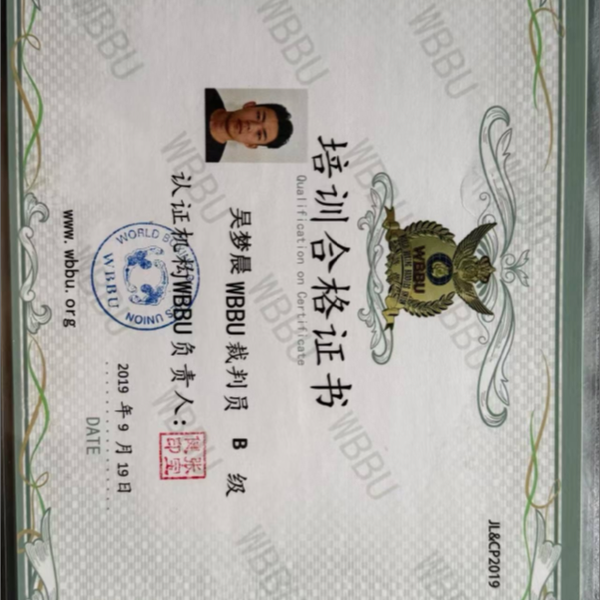 JL&CP2019
WBBU
培训合格证书
Qualification on Certificate
吴梦晨 WBBU 裁判员 B 级
认证机构WBBU负责人：
WBBU
UNION
2019 年 9 月 19 日
DATE
www.wbbu.org